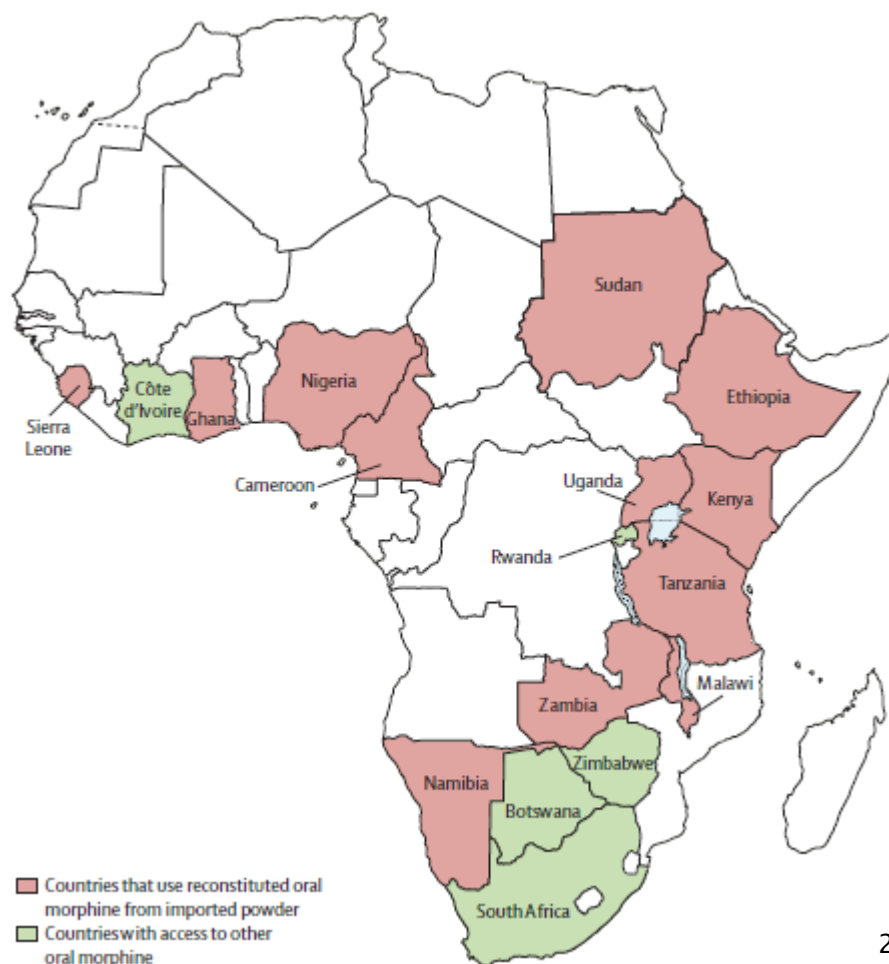 Sudan
Nigeria
Côte
d'Ivoire
Ghana
Ethiopia
Sierra
Leone
Cameroon
Uganda
Kenya
Rwanda
Tanzania
Malawi
Zambia
Zimbabwe
Namibia
Botswana
South Africa
Countries that use reconstituted oral
morphine from imported powder
Countries with access to other
oral morphine
2